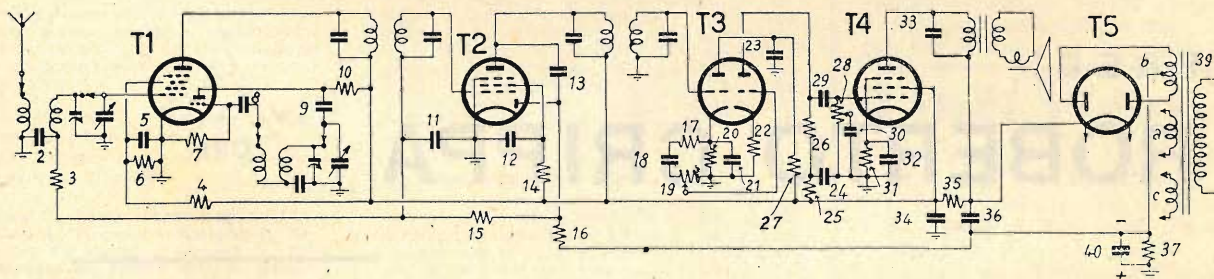 T1 T2 T3 T4 T5
33 b 39
10 13 23 28
29
5 9 a
2 7 11 12 17 20 22 30
3 6 18 26 32
4 14 19 21 24 31 c
27 25 35
15 16 34 36
40 - + 37